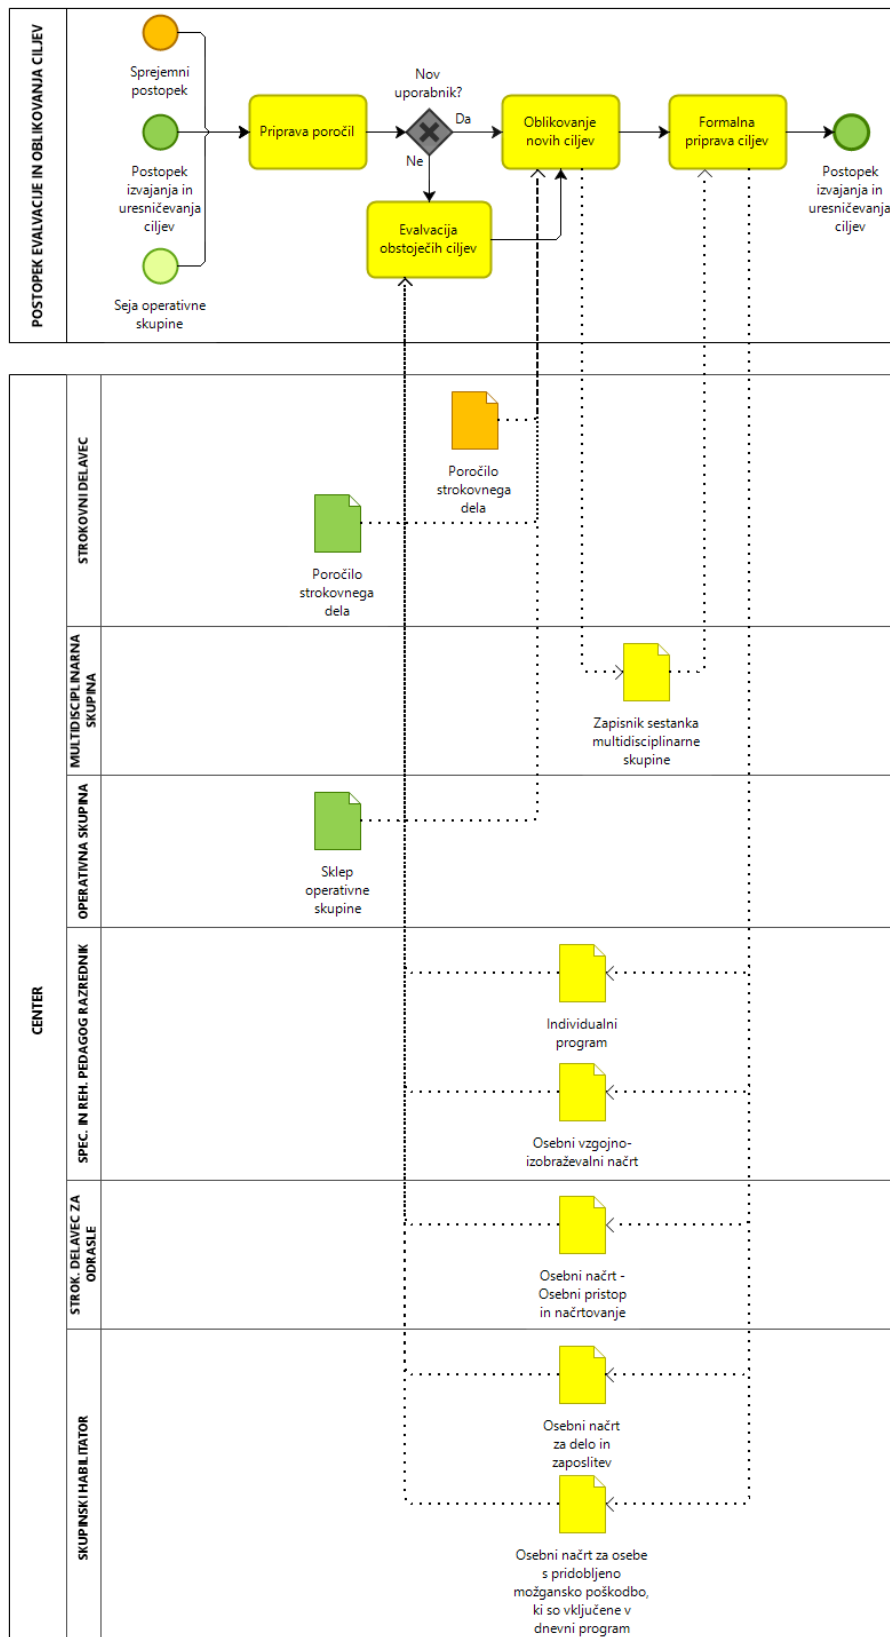 POSTOPEK EVALVACIJE IN OBLIKOVANJA CILJEV
Sprejemni
postopek
Postopek
izvajanja in
uresničevanja
ciljev
Seja operativne
skupine
Priprava poročil
Nov
uporabnik?
Da
Ne
Evalvacija
obstoječih ciljev
Oblikovanje
novih ciljev
Formalna
priprava ciljev
Postopek
izvajanja in
uresničevanja
ciljev
CENTER
STROKOVNI DELAVEC
Poročilo
strokovnega
dela
Poročilo
strokovnega
dela
MULTIDISCIPLINARNA
SKUPINA
Zapisnik sestanka
multidisciplinarne
skupine
OPERATIVNA SKUPINA
Sklep
operativne
skupine
SPEC. IN REH. PEDAGOG RAZREDNIK
Individualni
program
Osebni vzgojno-
izobraževalni načrt
STROK. DELAVEC ZA
ODRASLE
Osebni načrt -
Osebni pristop
in načrtovanje
SKUPINSKI HABILITATOR
Osebni načrt
za delo in
zaposlitev
Osebni načrt za osebe
s pridobljeno
možgansko poškodbo,
ki so vključene v
dnevni program